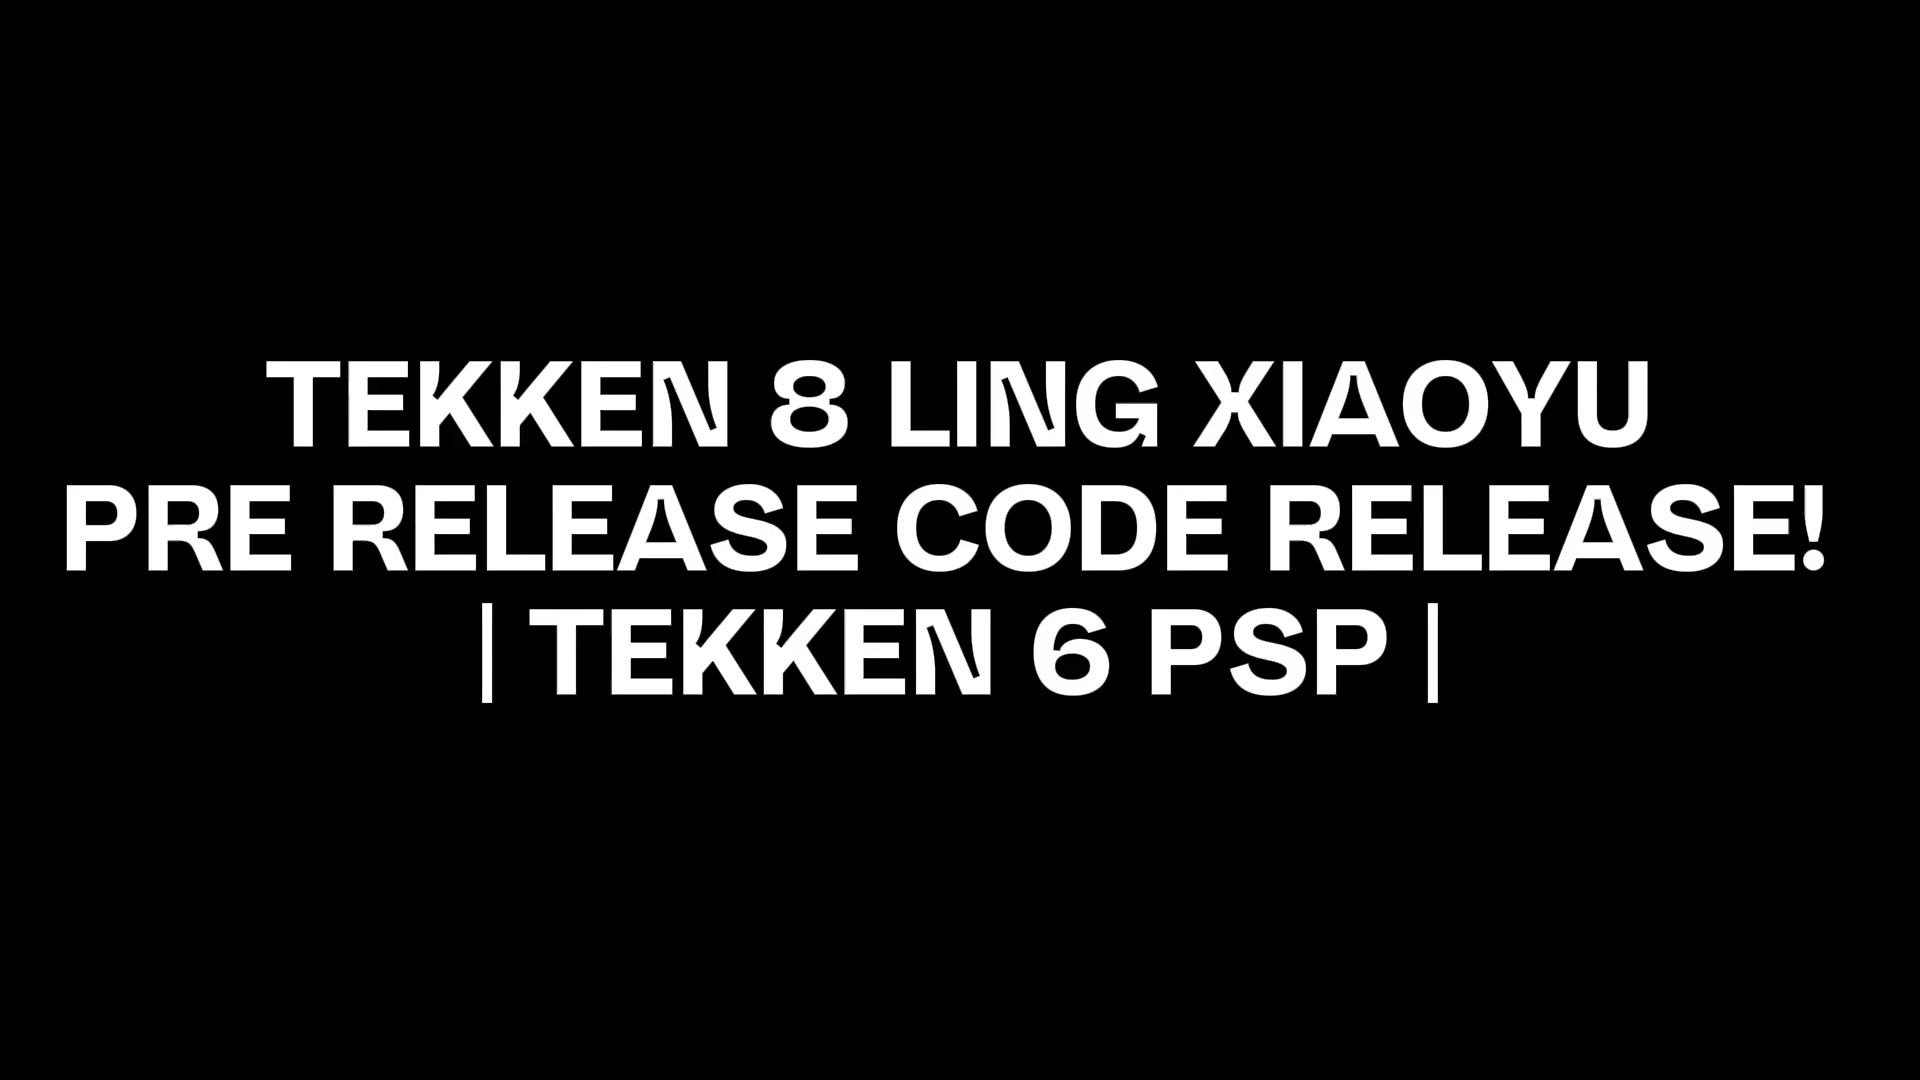 TEKKEN 8 LING XIAOYU
PRE RELEASE CODE RELEASE!
| TEKKEN 6 PSP |